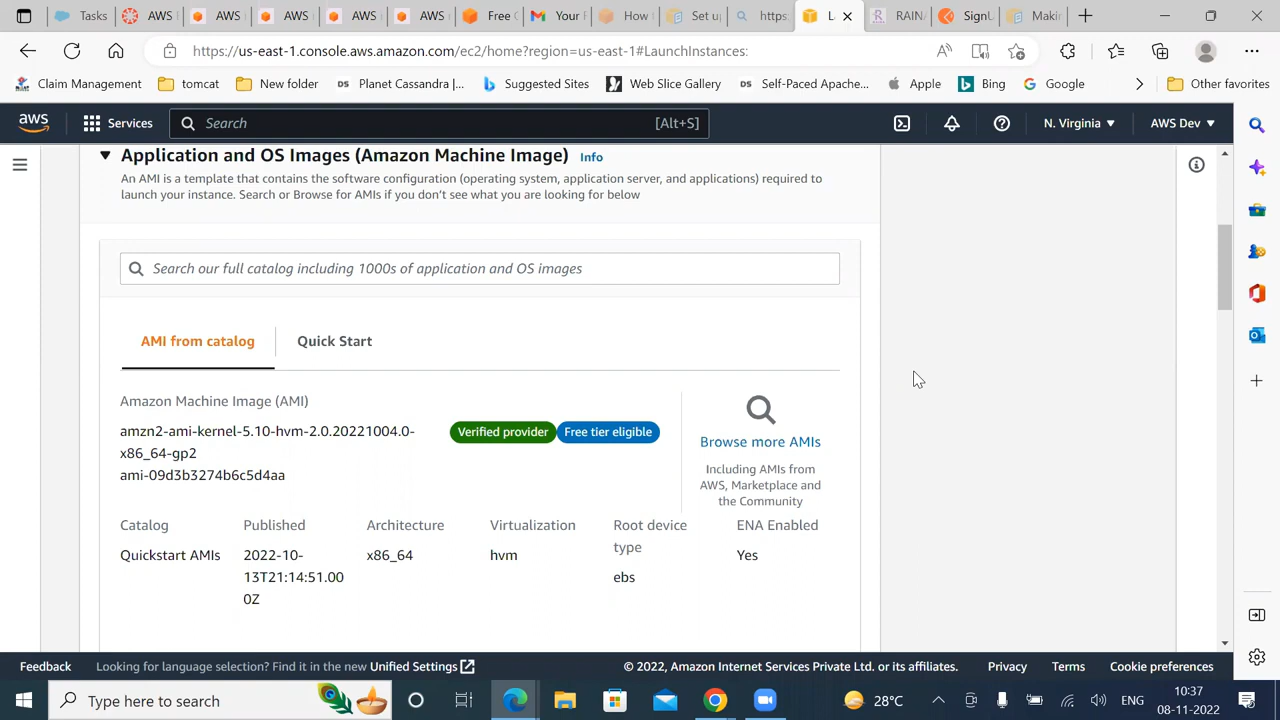 Tasks
AWS I
AWS
AWS
AWS
AWS
Free C
Your F
How t
Set up
https
L
RAINA
SignU
Makin
https://us-east-1.console.aws.amazon.com/ec2/home?region=us-east-1#LaunchInstances:
Claim Management
tomcat
New folder
DS Planet Cassandra |...
Suggested Sites
Web Slice Gallery
DS Self-Paced Apache...
Apple
Bing
Google
Other favorites
aws
Services
Search
[Alt+S]
N. Virginia
AWS Dev
Application and OS Images (Amazon Machine Image) Info
An AMI is a template that contains the software configuration (operating system, application server, and applications) required to
launch your instance. Search or Browse for AMIs if you don’t see what you are looking for below
Search our full catalog including 1000s of application and OS images
AMI from catalog
Quick Start
Amazon Machine Image (AMI)
amzn2-ami-kernel-5.10-hvm-2.0.20221004.0-
x86_64-gp2
ami-09d3b3274b6c5d4aa
Verified provider
Free tier eligible
Browse more AMIs
Including AMIs from
AWS, Marketplace and
the Community
Catalog
Quickstart AMIs
Published
2022-10-
13T21:14:51.00
0Z
Architecture
x86_64
Virtualization
hvm
Root device
type
ebs
ENA Enabled
Yes
Feedback
Looking for language selection? Find it in the new Unified Settings
© 2022, Amazon Internet Services Private Ltd. or its affiliates.
Privacy
Terms
Cookie preferences
Type here to search
28°C
ENG
10:37
08-11-2022